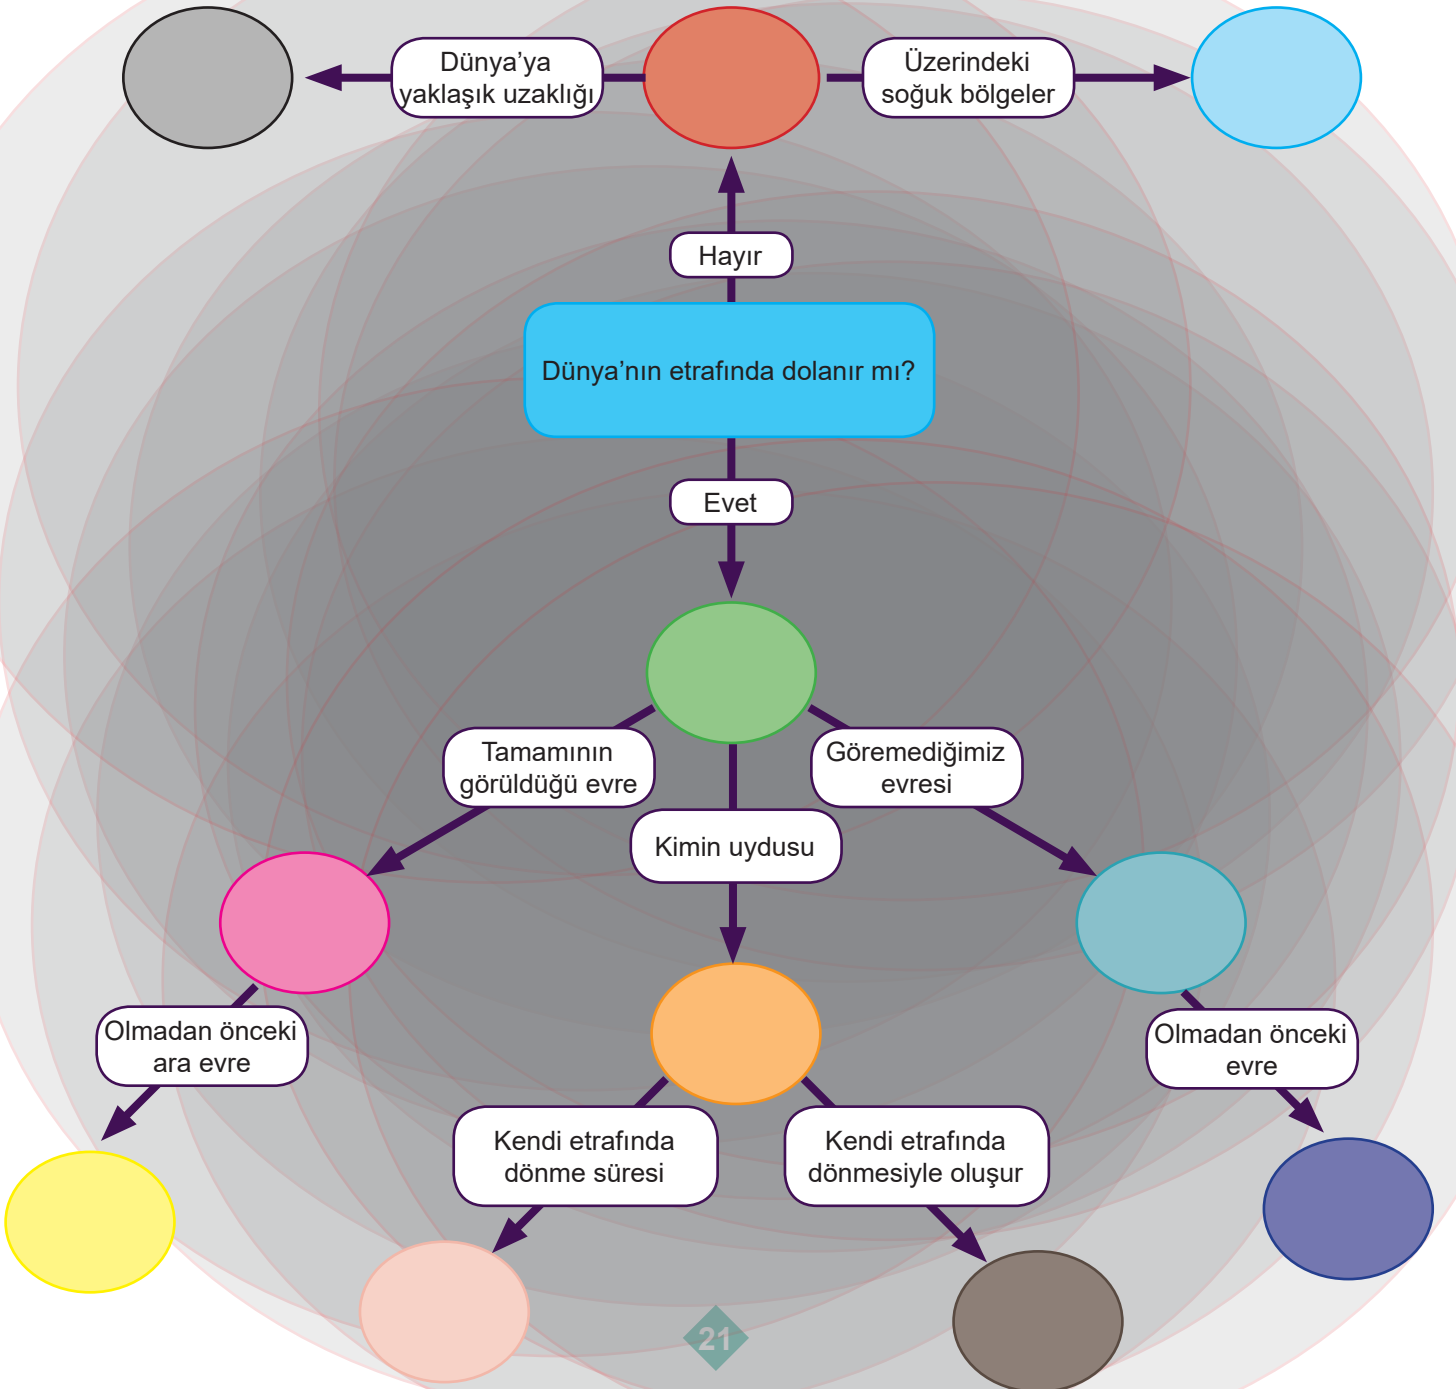 Dünya’ya
yaklaşık uzaklığı
Üzerindeki
soğuk bölgeler
Hayır
Dünya’nın etrafında dolanır mı?
Evet
Tamamının
görüldüğü evre
Göremediğimiz
evresi
Kimin uydusu
Olmadan önceki
ara evre
Olmadan önceki
evre
Kendi etrafında
dönme süresi
Kendi etrafında
dönmesiyle oluşur
21